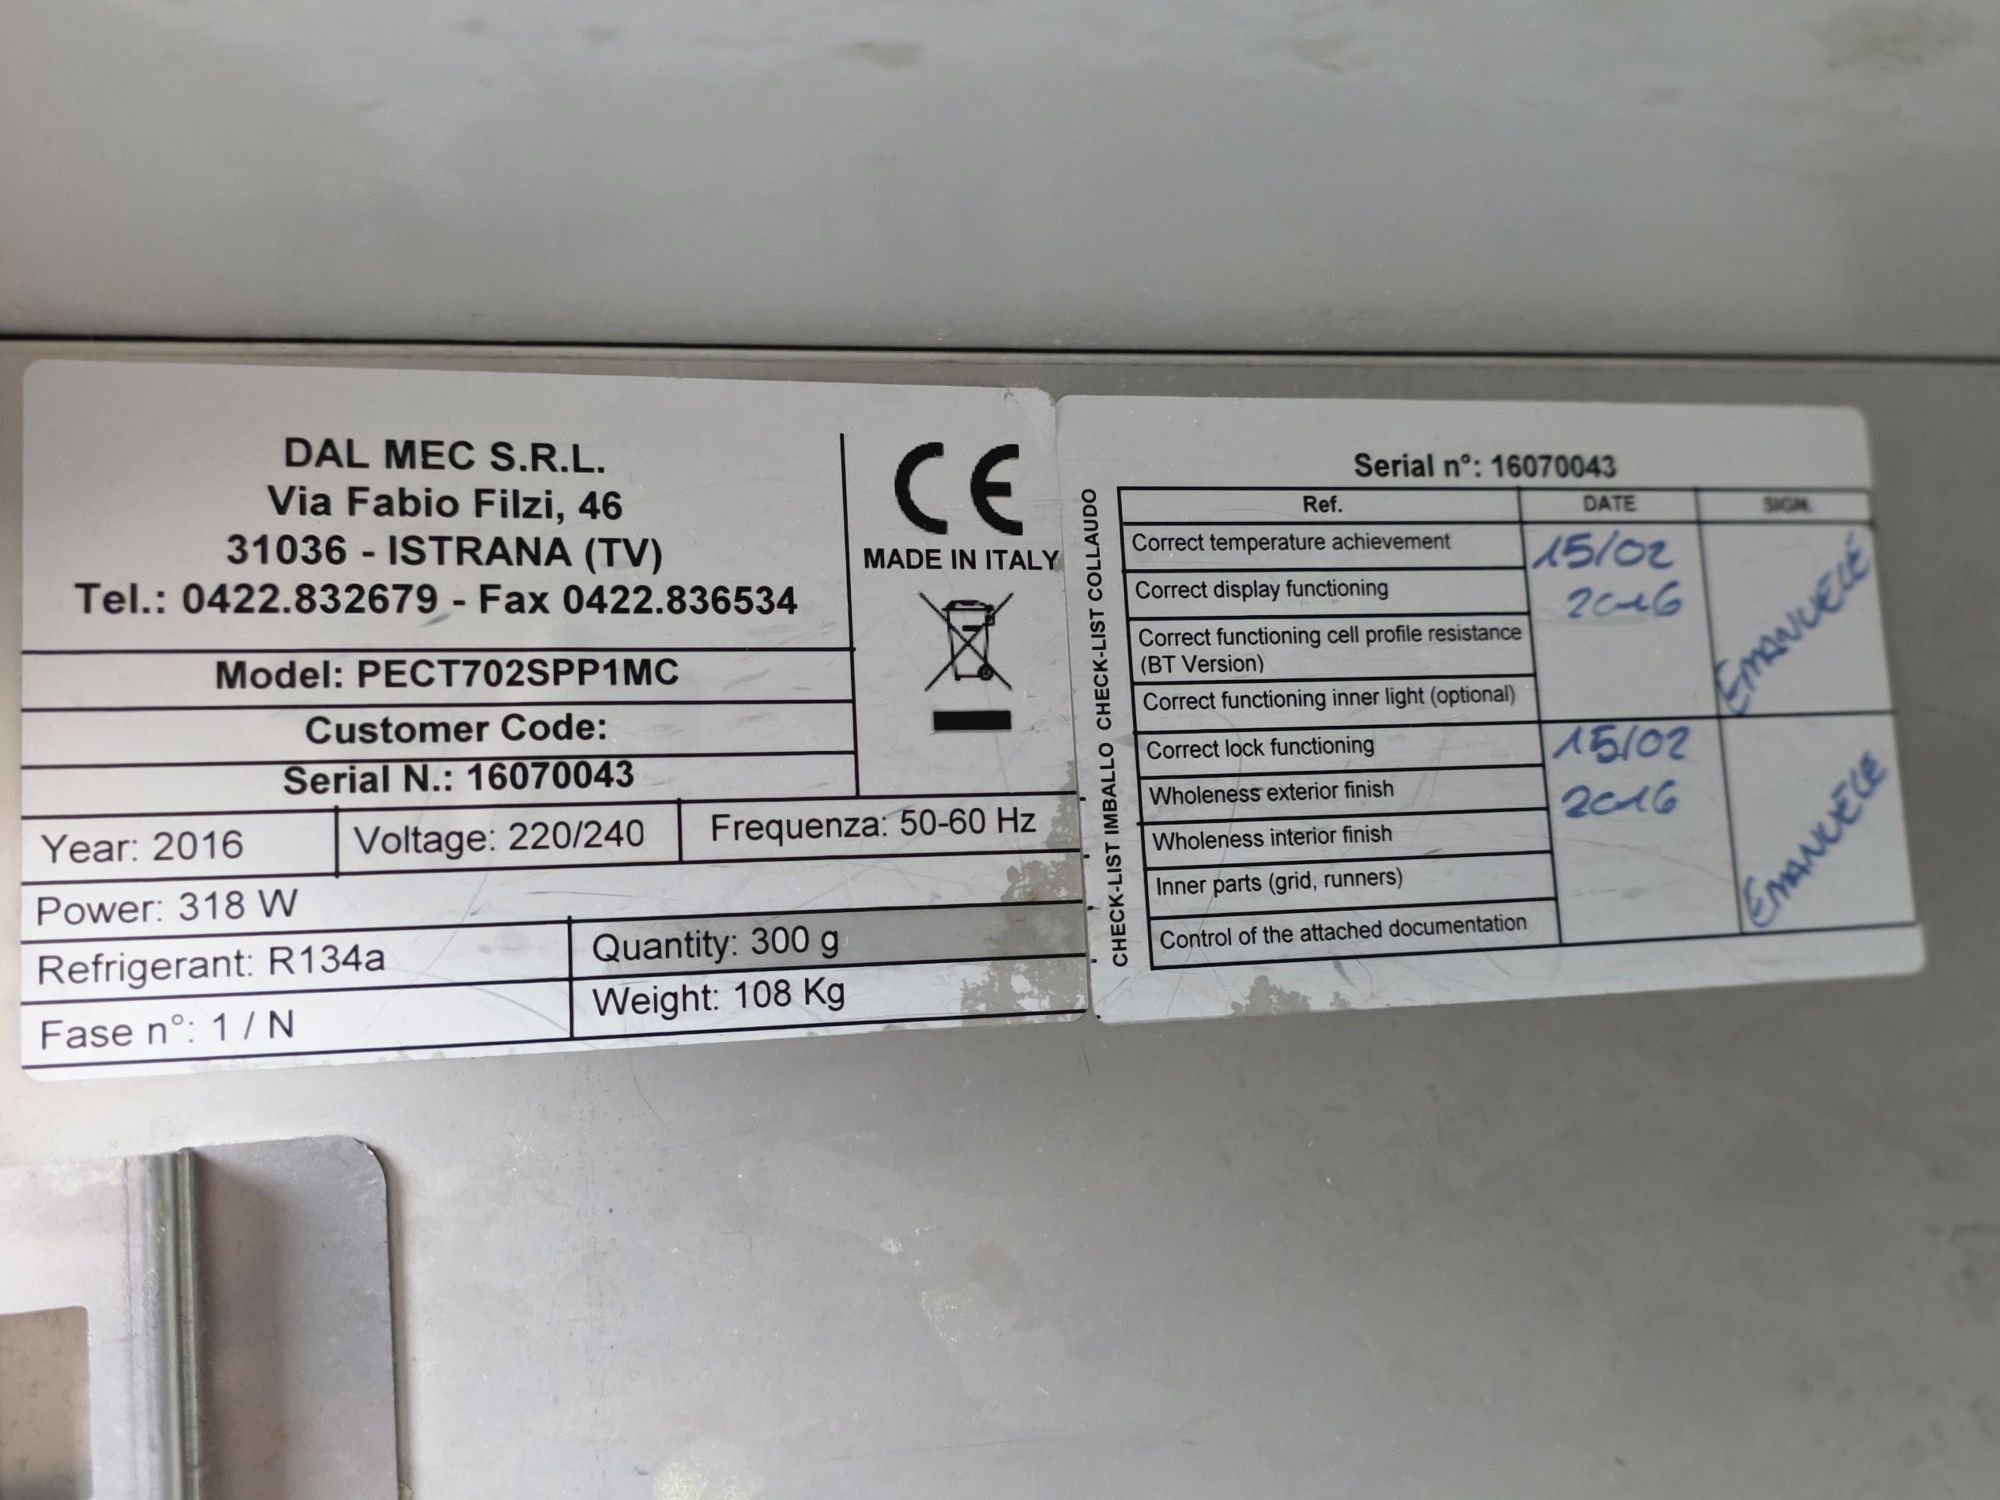 DAL MEC S.R.L.
Via Fabio Filzi, 46
31036 - ISTRANA (TV)
Tel.: 0422.832679 - Fax 0422.836534
Model: PECT702SPP1MC
Customer Code:
Serial N.: 16070043
CE
MADE IN ITALY
Year: 2016
Voltage: 220/240
Frequenza: 50-60 Hz
Power: 318 W
Refrigerant: R134a
Quantity: 300 g
Fase n°: 1 / N
Weight: 108 Kg
CHECK-LIST IMBALLO
CHECK-LIST COLLAUDO
Serial n°: 16070043
Ref.
DATE
SIGN.
Correct temperature achievement
Correct display functioning
Correct functioning cell profile resistance
(BT Version)
Correct functioning inner light (optional)
15/02
2016
EMANUELE
Correct lock functioning
Wholeness exterior finish
Wholeness interior finish
Inner parts (grid, runners)
Control of the attached documentation
15/02
2016
EMANUELE